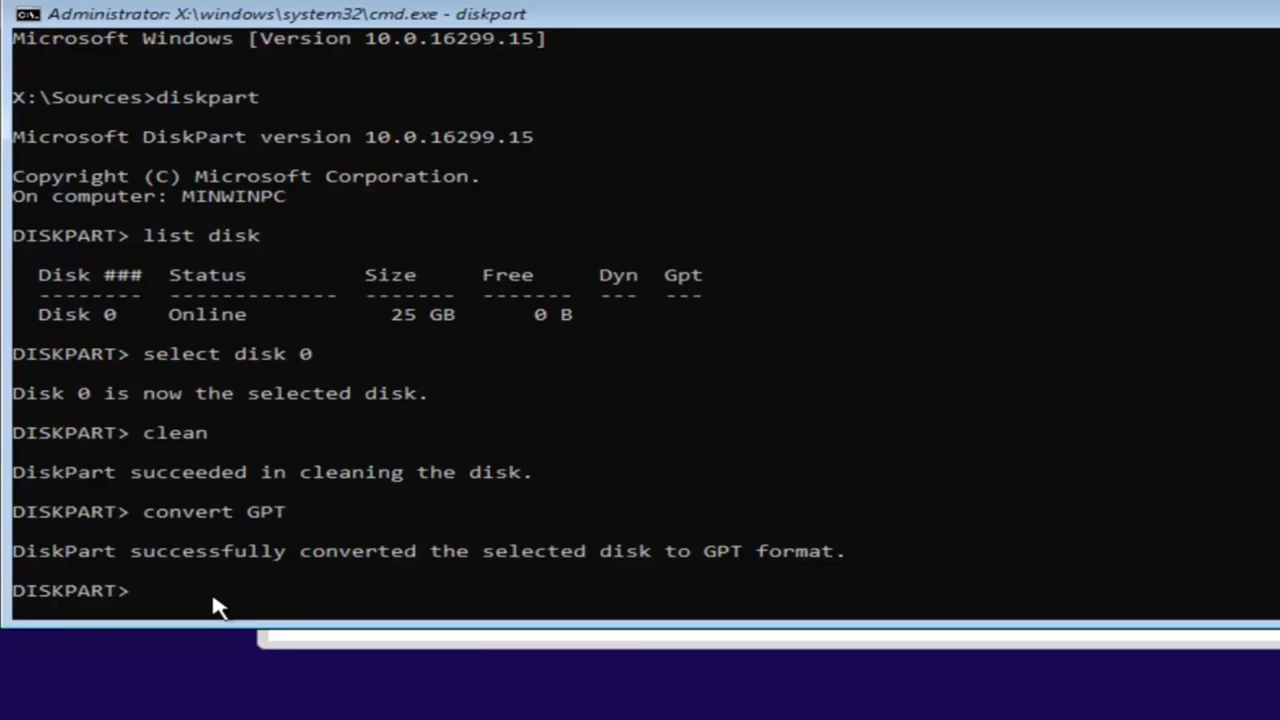 Administrator: X:\windows\system32\cmd.exe - diskpart
Microsoft Windows [Version 10.0.16299.15]
X:\Sources>diskpart
Microsoft DiskPart version 10.0.16299.15
Copyright (C) Microsoft Corporation.
On computer: MINWINPC
DISKPART> list disk
  Disk ###  Status         Size     Free     Dyn  Gpt
  --------  -------------  -------  -------  ---  ---
  Disk 0    Online           25 GB      0 B
DISKPART> select disk 0
Disk 0 is now the selected disk.
DISKPART> clean
DiskPart succeeded in cleaning the disk.
DISKPART> convert GPT
DiskPart successfully converted the selected disk to GPT format.
DISKPART>